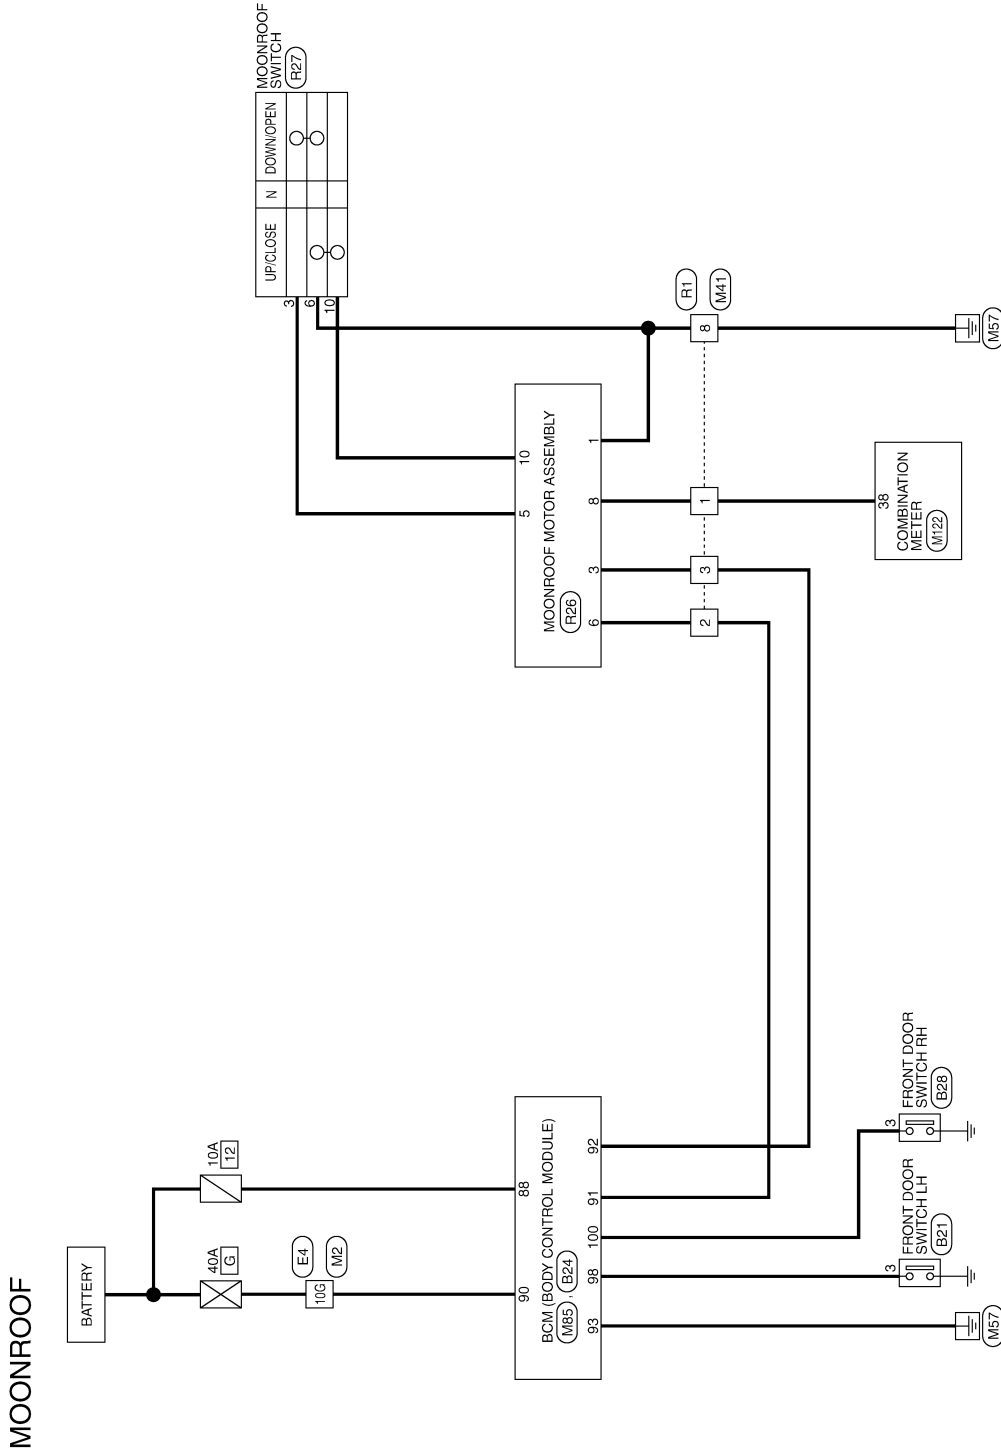 MOONROOF
BATTERY
40A
G
10A
12
E4
M2
10G
90
88
BCM (BODY CONTROL MODULE)
M85 , B24
93
98
100
91
92
M57
FRONT DOOR
SWITCH LH
B21
3
FRONT DOOR
SWITCH RH
B28
3
MOONROOF
SWITCH
R27
UP/CLOSE
N
DOWN/OPEN
3
6
10
5
10
MOONROOF MOTOR ASSEMBLY
R26
6
3
8
1
2
3
1
8
R1
M41
38
COMBINATION
METER
M122
M57